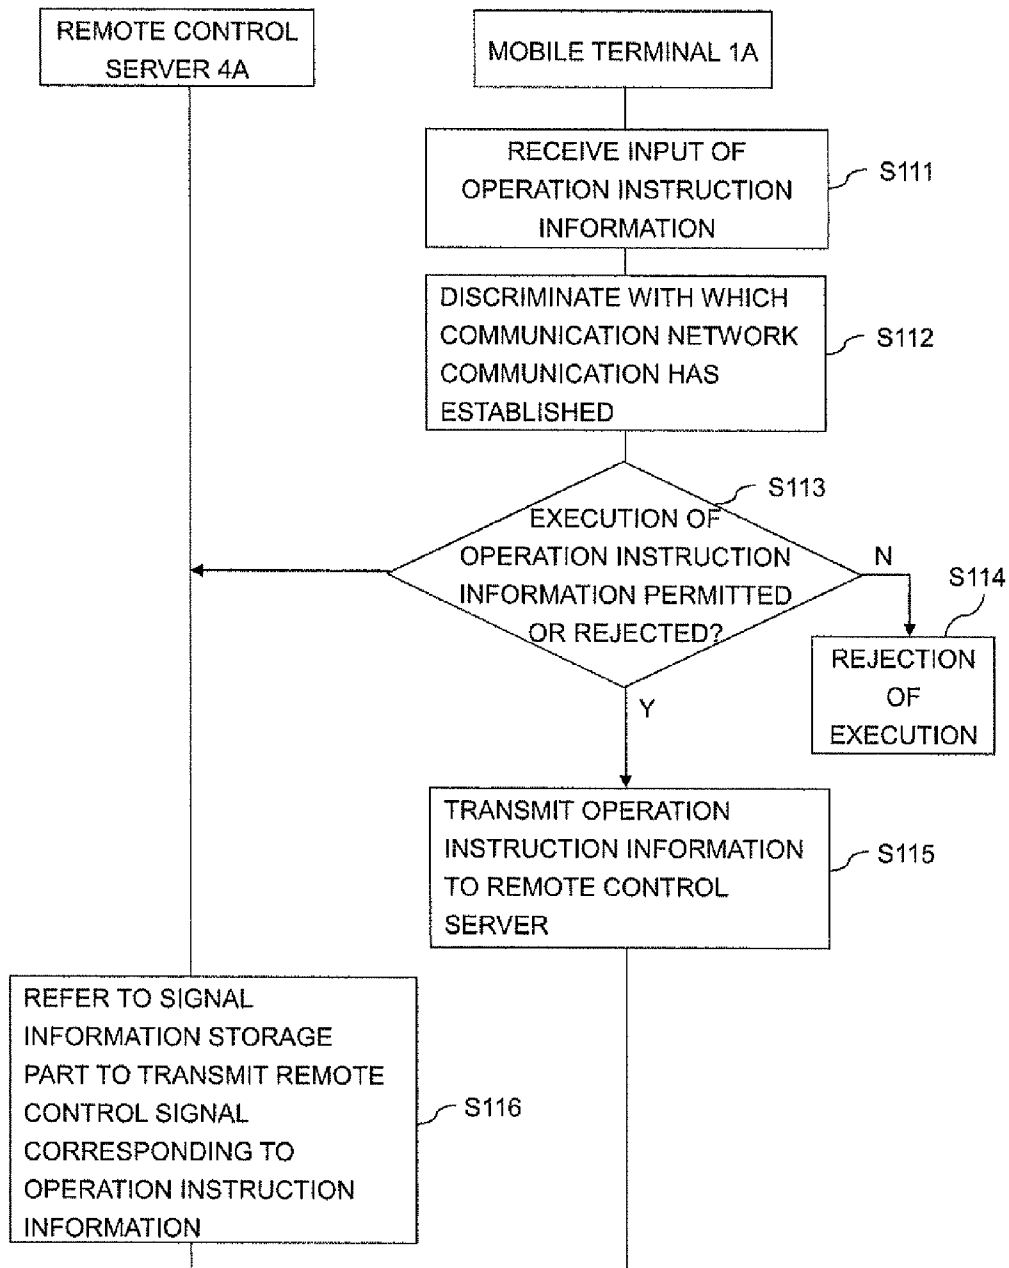 REMOTE CONTROL
SERVER 4A
MOBILE TERMINAL 1A
RECEIVE INPUT OF
OPERATION INSTRUCTION
INFORMATION
S111
DISCRIMINATE WITH WHICH
COMMUNICATION NETWORK
COMMUNICATION HAS
ESTABLISHED
S112
S113
EXECUTION OF
OPERATION INSTRUCTION
INFORMATION PERMITTED
OR REJECTED?
N
S114
REJECTION
OF
EXECUTION
Y
TRANSMIT OPERATION
INSTRUCTION INFORMATION
TO REMOTE CONTROL
SERVER
S115
REFER TO SIGNAL
INFORMATION STORAGE
PART TO TRANSMIT REMOTE
CONTROL SIGNAL
CORRESPONDING TO
OPERATION INSTRUCTION
INFORMATION
S116